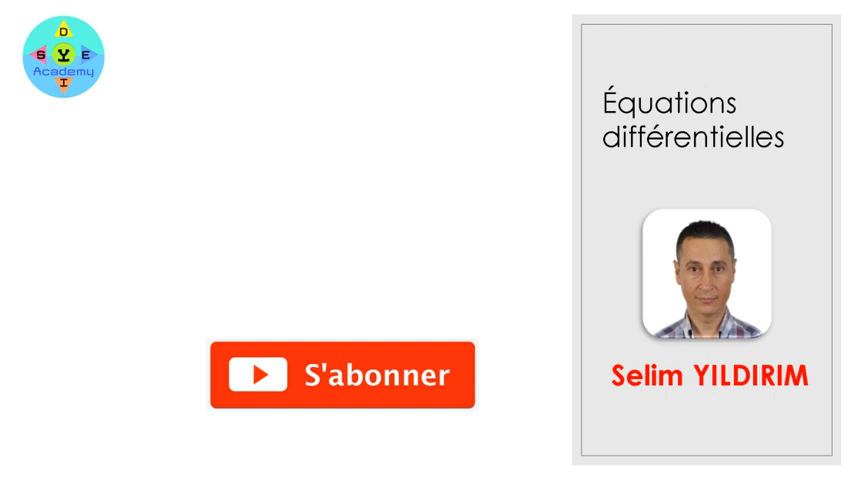 D
S Y E
Academy
I
Équations
différentielles
S'abonner
Selim YILDIRIM